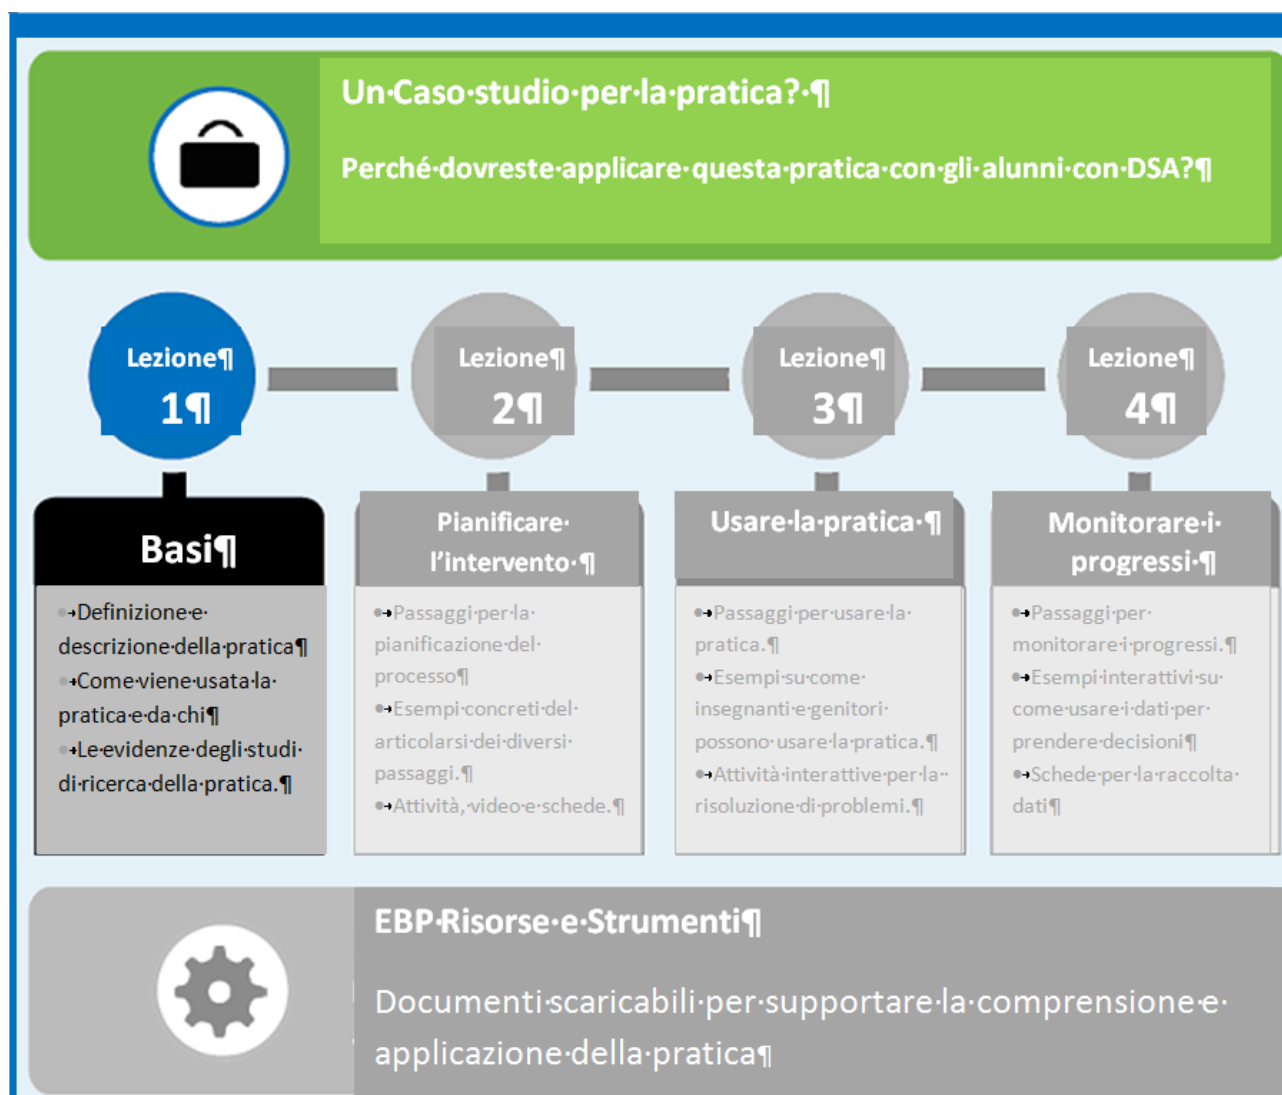 Un·Caso·studio·per·la·pratica?·¶
Perché·dovreste·applicare·questa·pratica·con·gli·alunni·con·DSA?¶
Lezione¶
1¶
Lezione¶
2¶
Lezione¶
3¶
Lezione¶
4¶
Basi¶
→Definizione·e·
descrizione·della·pratica¶
→Come·viene·usata·la·
pratica·e·da·chi¶
→Le·evidenze·degli·studi·
di·ricerca·della·pratica.¶
Pianificare·
l'intervento·¶
→Passaggi·per·la·
pianificazione·del·
processo¶
→Esempi·concreti·del·
articolarsi·dei·diversi·
passaggi.¶
→Attività,·video·e·schede.¶
Usare·la·pratica·¶
→Passaggi·per·usare·la·
pratica.¶
→Esempi·su·come·
insegnanti·e·genitori·
possono·usare·la·pratica.¶
→Attività·interattive·per·la··
risoluzione·di·problemi.¶
Monitorare·i·
progressi·¶
→Passaggi·per·
monitorare·i·progressi.¶
→Esempi·interattivi·su·
come·usare·i·dati·per·
prendere·decisioni¶
→Schede·per·la·raccolta·
dati¶
EBP·Risorse·e·Strumenti¶
Documenti·scaricabili·per·supportare·la·comprensione·e·
applicazione·della·pratica¶